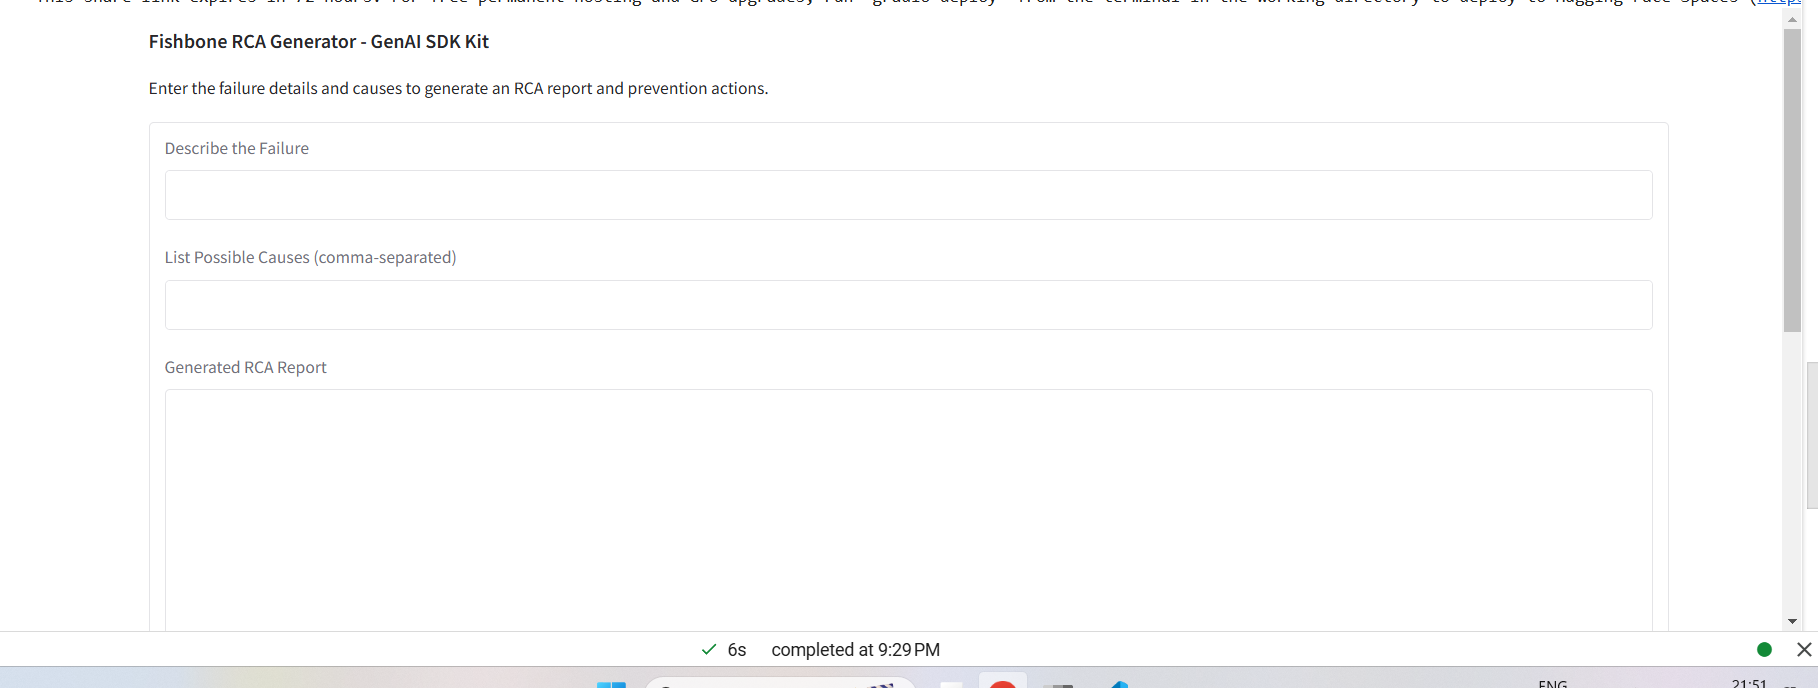 This share link expires in 72 hours. For free permanent hosting and GPU upgrades, run `gradio deploy` from the terminal in the working directory to deploy to Hugging Face Spaces (https
Fishbone RCA Generator - GenAI SDK Kit
Enter the failure details and causes to generate an RCA report and prevention actions.
Describe the Failure
List Possible Causes (comma-separated)
Generated RCA Report
6s completed at 9:29 PM
ENG 21:51